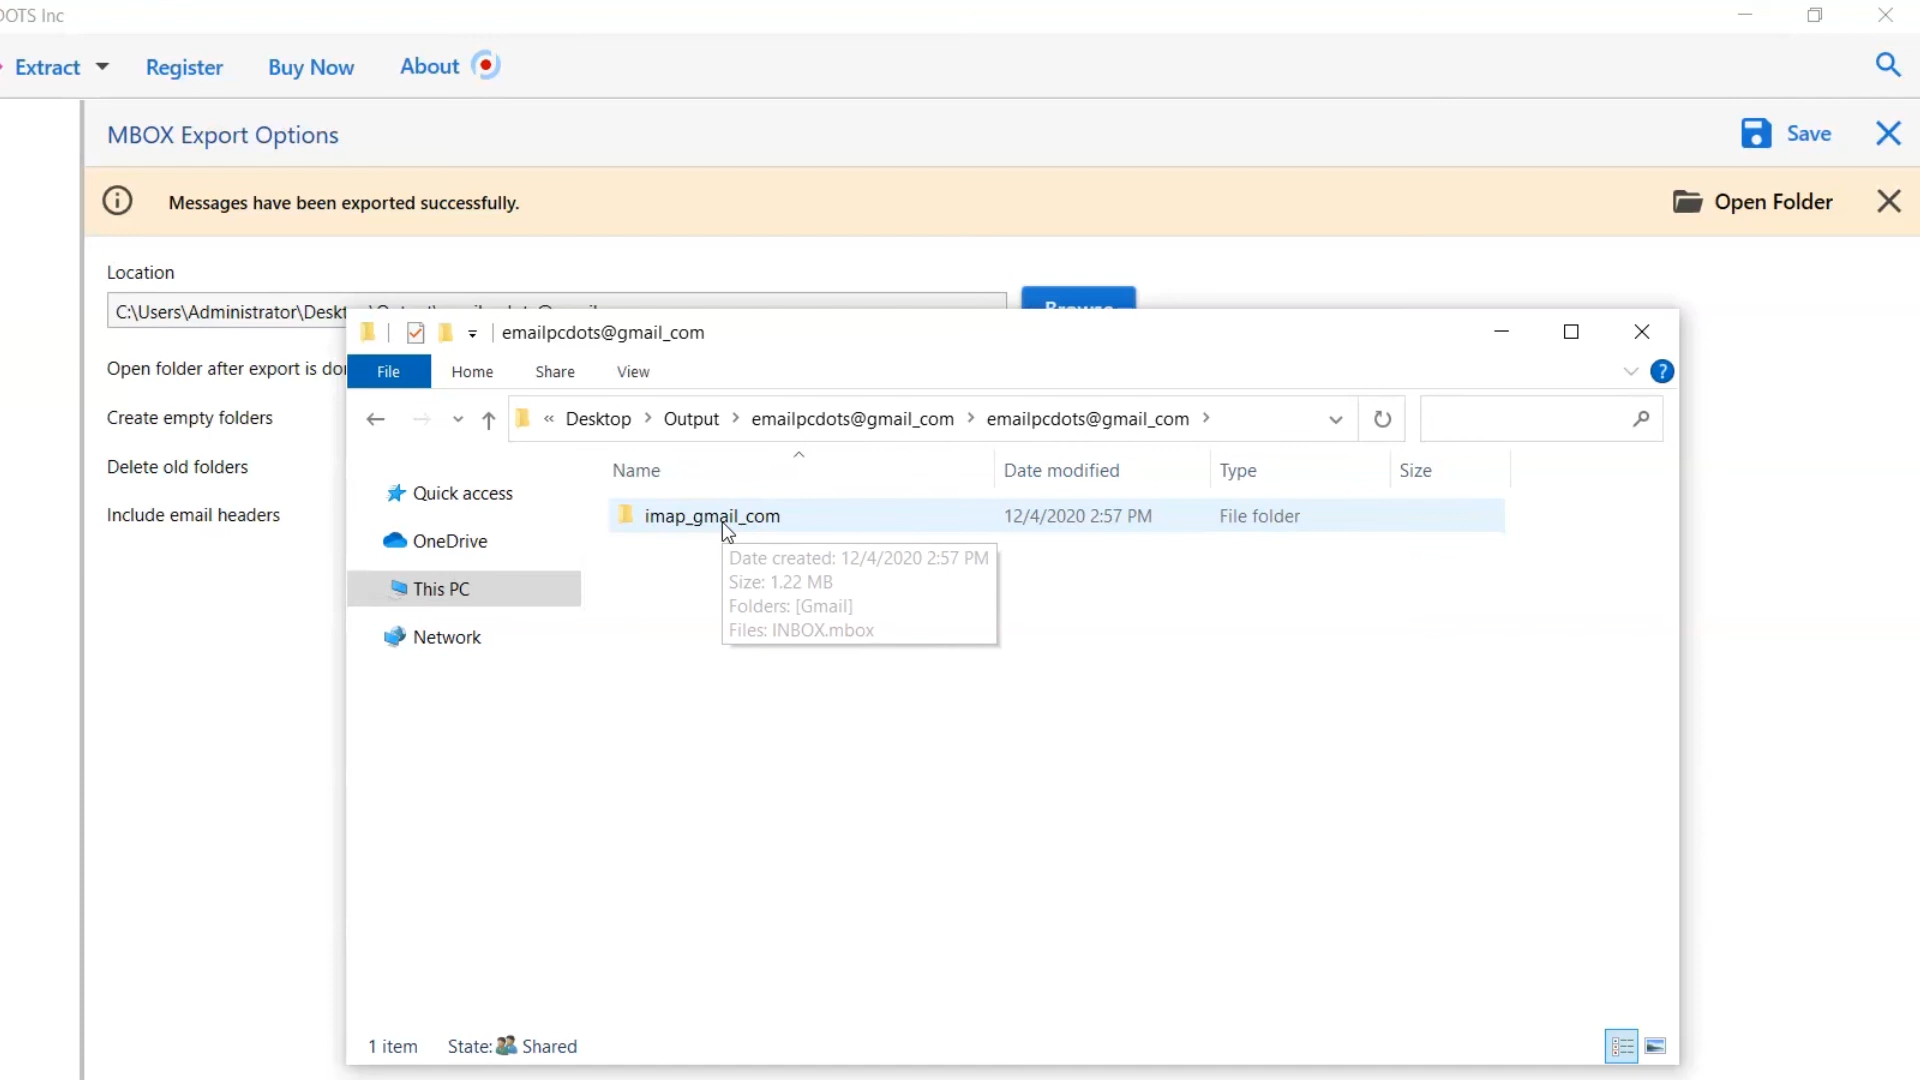 DOTS Inc
Extract Register Buy Now About
MBOX Export Options Save
Messages have been exported successfully. Open Folder
Location
C:\Users\Administrator\Deskt
Browse
emailpcdots@gmail_com
Open folder after export is do
File Home Share View
Create empty folders
« Desktop > Output > emailpcdots@gmail_com > emailpcdots@gmail_com >
Delete old folders
Name Date modified Type Size
Quick access
Include email headers
imap_gmail_com 12/4/2020 2:57 PM File folder
OneDrive
Date created: 12/4/2020 2:57 PM
Size: 1.22 MB
This PC
Folders: [Gmail]
Files: INBOX.mbox
Network
1 item State: Shared